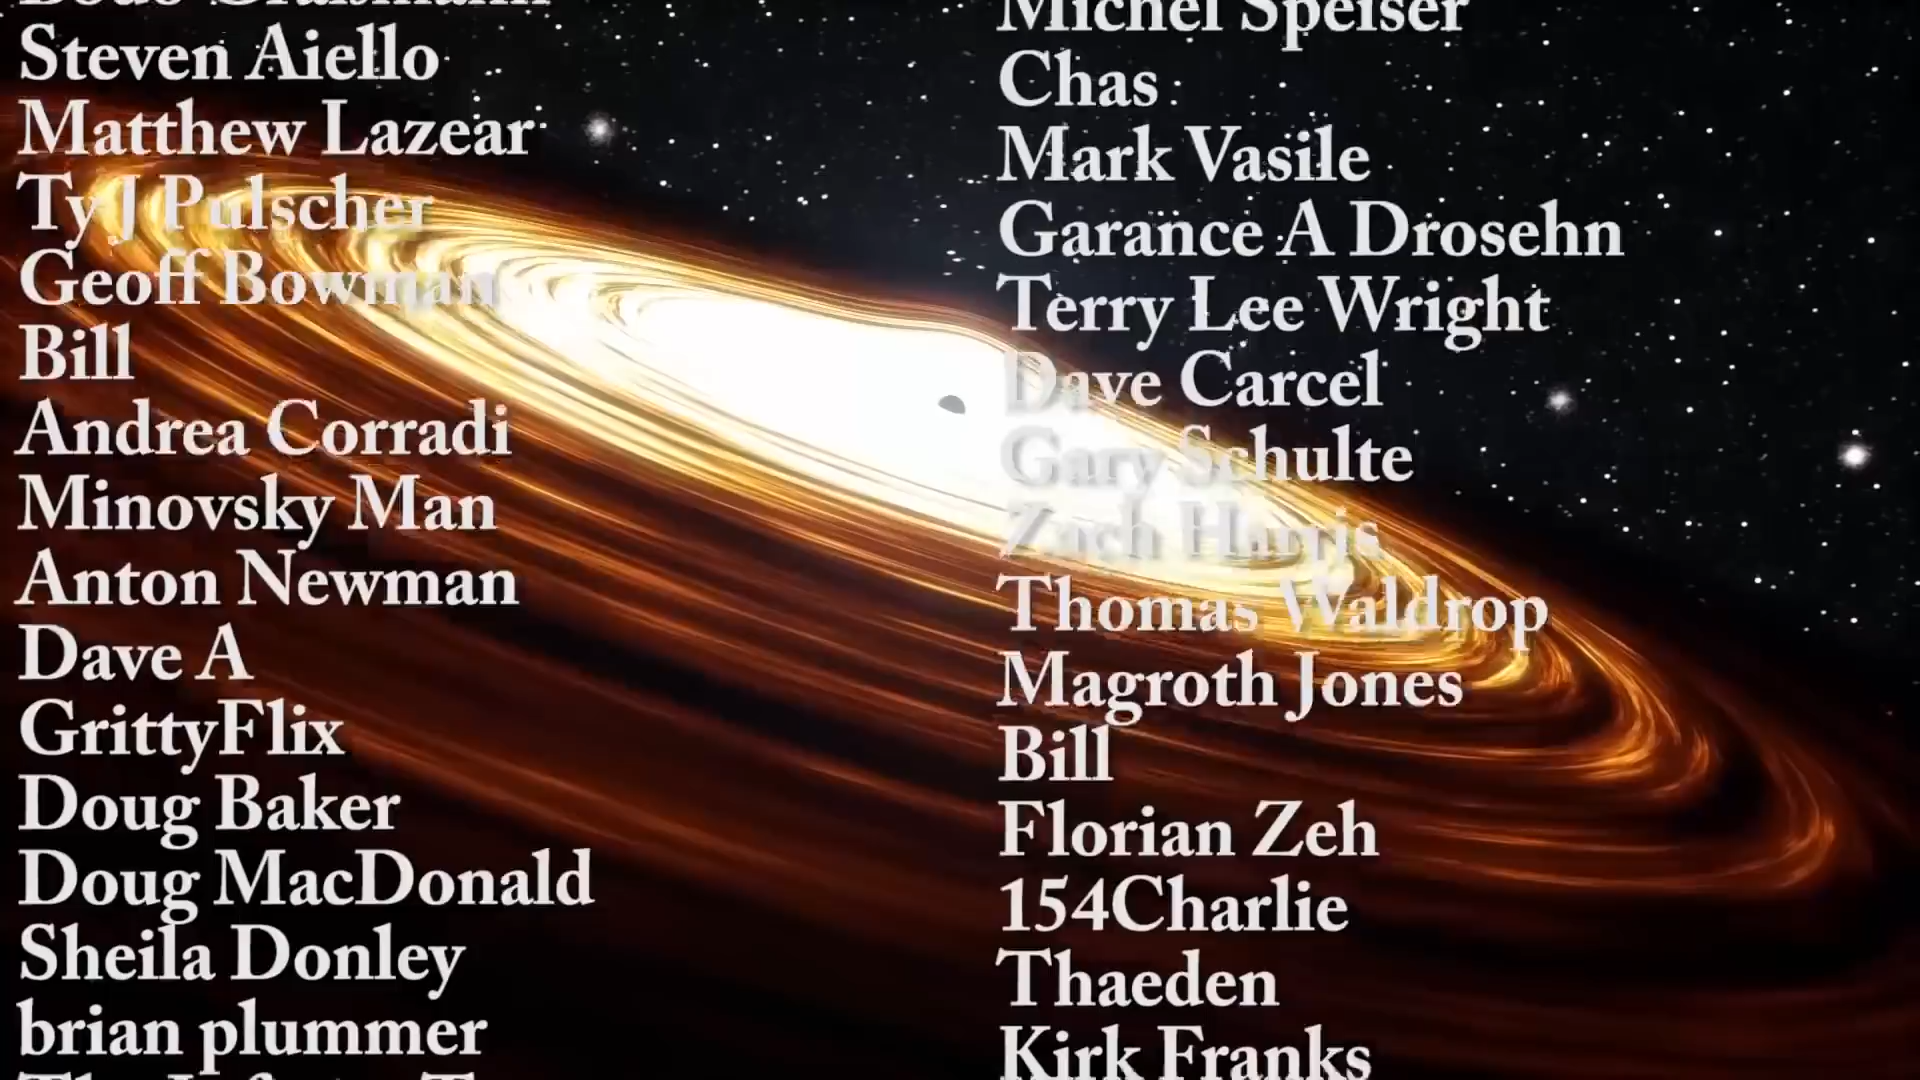 Steven Aiello
Matthew Lazear
Ty J Pulscher
Geoff Bowman
Bill
Andrea Corradi
Minovsky Man
Anton Newman
Dave A
GrittyFlix
Doug Baker
Doug MacDonald
Sheila Donley
brian plummer
Michel Speiser
Chas
Mark Vasile
Garance A Drosehn
Terry Lee Wright
Dave Carcel
Gary Schulte
Zach Harris
Thomas Waldrop
Magroth Jones
Bill
Florian Zeh
154Charlie
Thaeden
Kirk Franks